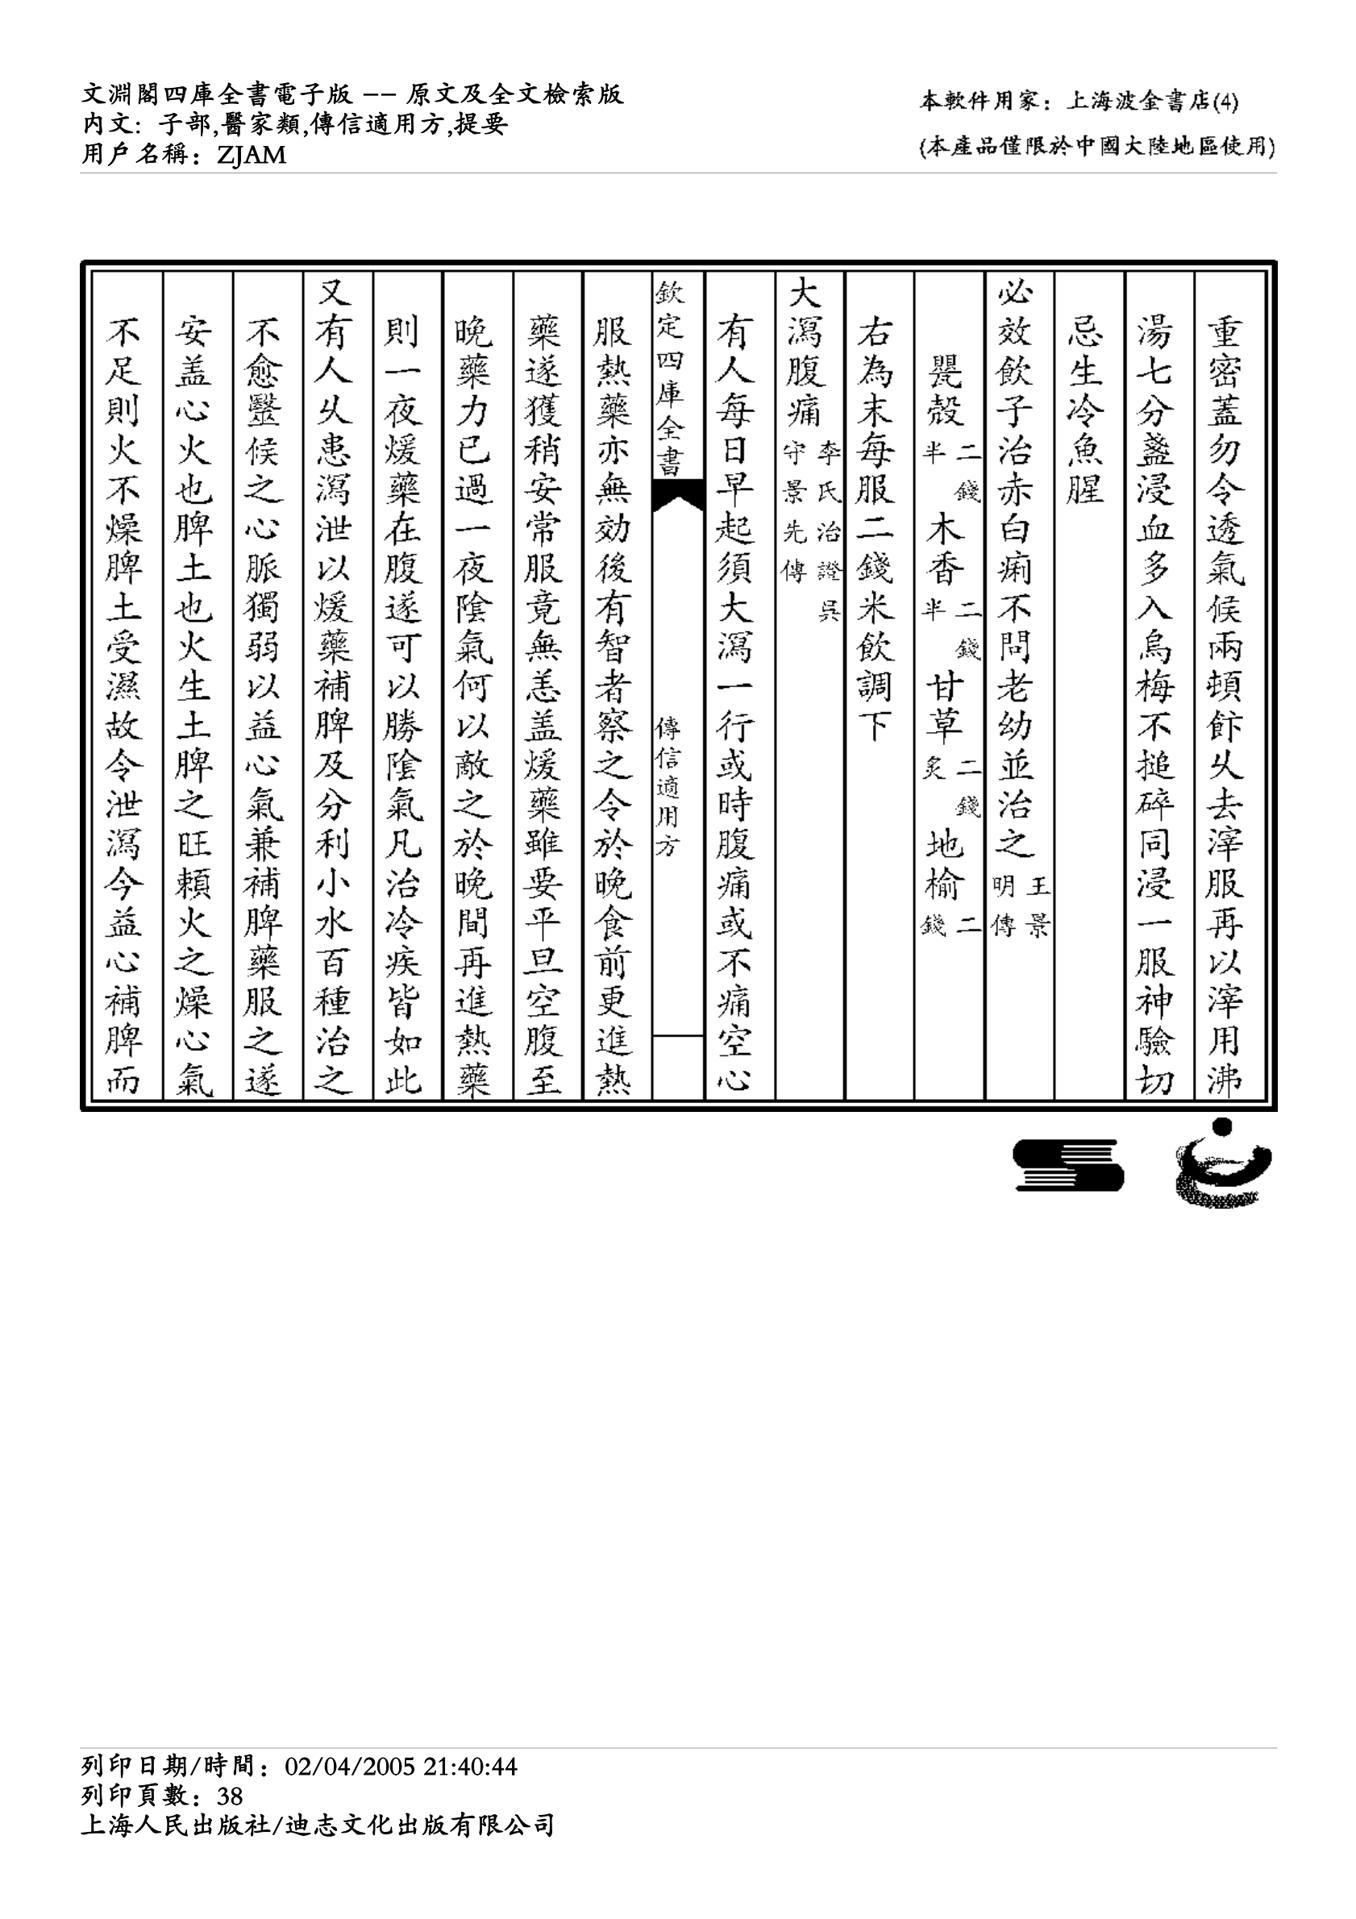 文淵閣四庫全書電子版 -- 原文及全文檢索版
内文: 子部,醫家類,傳信適用方,提要
用戶名稱: ZJAM
本軟件用家: 上海波金書店(4)
(本產品僅限於中國大陸地區使用)
重密蓋勿令透氣候兩頓飰乆去滓服再以滓用沸
湯七分盞浸血多入烏梅不搥碎同浸一服神驗切
忌生冷魚腥
必效飲子治赤白痢不問老幼並治之王景明傳
甖殻二錢半木香二錢半甘草二錢炙地榆二錢
右為末每服二錢米飲調下
大瀉腹痛李氏治證吳守景先傳
有人每日早起須大瀉一行或時腹痛或不痛空心
欽定四庫全書
傳信適用方
服熱藥亦無効後有智者察之令於晚食前更進熱
藥遂獲稍安常服竟無恙盖煖藥雖要平旦空腹至
晚藥力已過一夜隂氣何以敵之於晚間再進熱藥
則一夜煖藥在腹遂可以勝隂氣凡治冷疾皆如此
又有人乆患瀉泄以煖藥補脾及分利小水百種治之
不愈毉候之心脈獨弱以益心氣兼補脾藥服之遂
安盖心火也脾土也火生土脾之旺頼火之燥心氣
不足則火不燥脾土受濕故令泄瀉今益心補脾而
列印日期/時間: 02/04/2005 21:40:44
列印頁數: 38
上海人民出版社/迪志文化出版有限公司